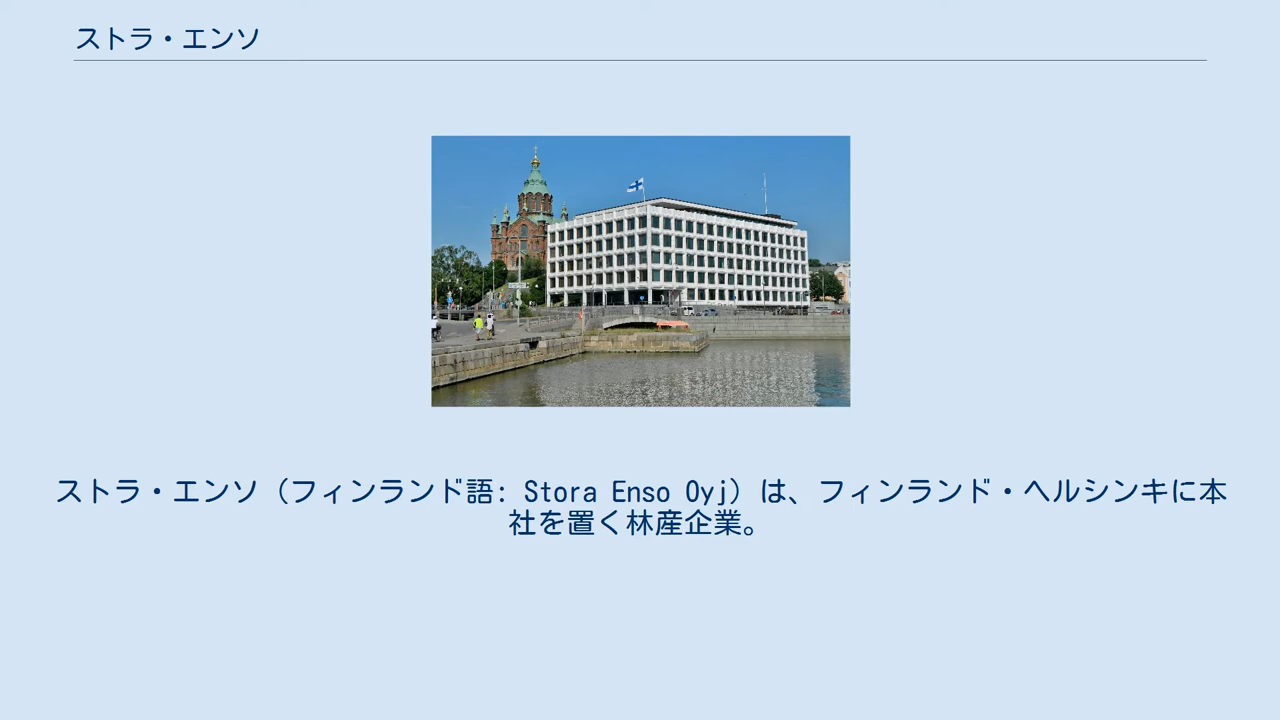 ストラ・エンソ
ストラ・エンソ（フィンランド語: Stora Enso Oyj）は、フィンランド・ヘルシンキに本
社を置く林産企業。